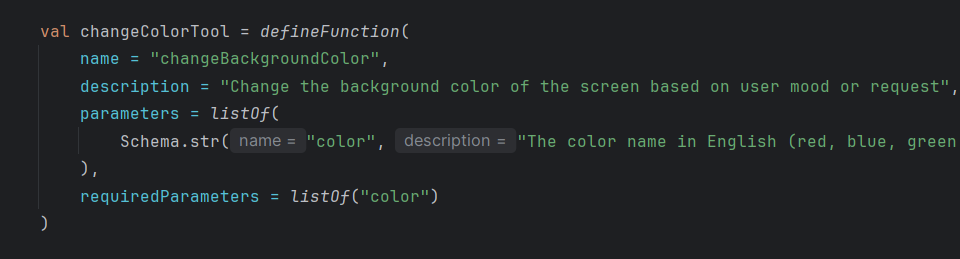 val changeColorTool = defineFunction(
name = "changeBackgroundColor",
description = "Change the background color of the screen based on user mood or request",
parameters = listOf(
Schema.str( name = "color", description = "The color name in English (red, blue, green
),
requiredParameters = listOf("color")
)